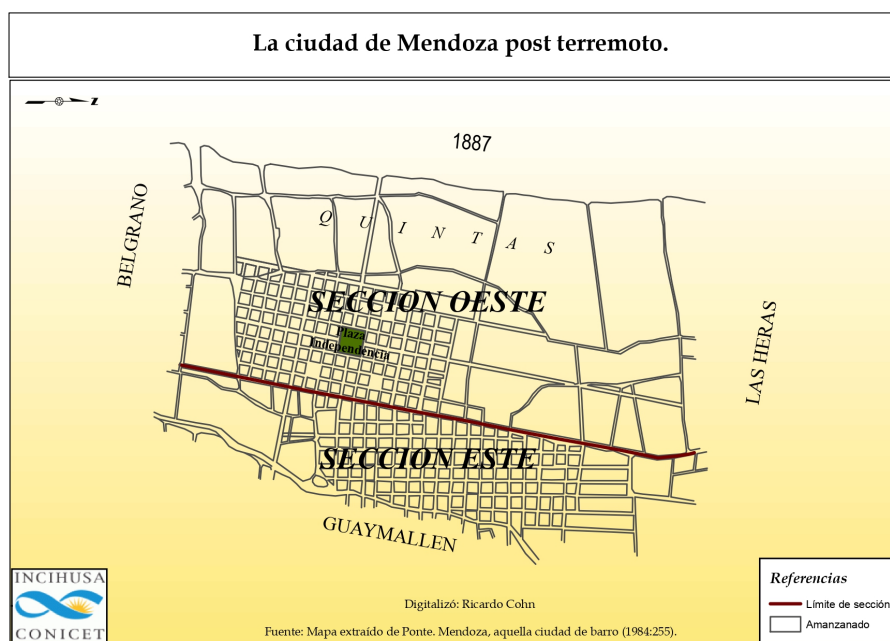 La ciudad de Mendoza post terremoto.
Z
1887
BELGRANO
QUINTAS
SECCION OESTE
Plaza
Independencia
LAS HERAS
SECCION ESTE
GUAYMALLEN
INCIHUSA
CONICET
Digitalizó: Ricardo Cohn
Fuente: Mapa extraído de Ponte. Mendoza, aquella ciudad de barro (1984:255).
Referencias
Límite de sección
Amanzanado